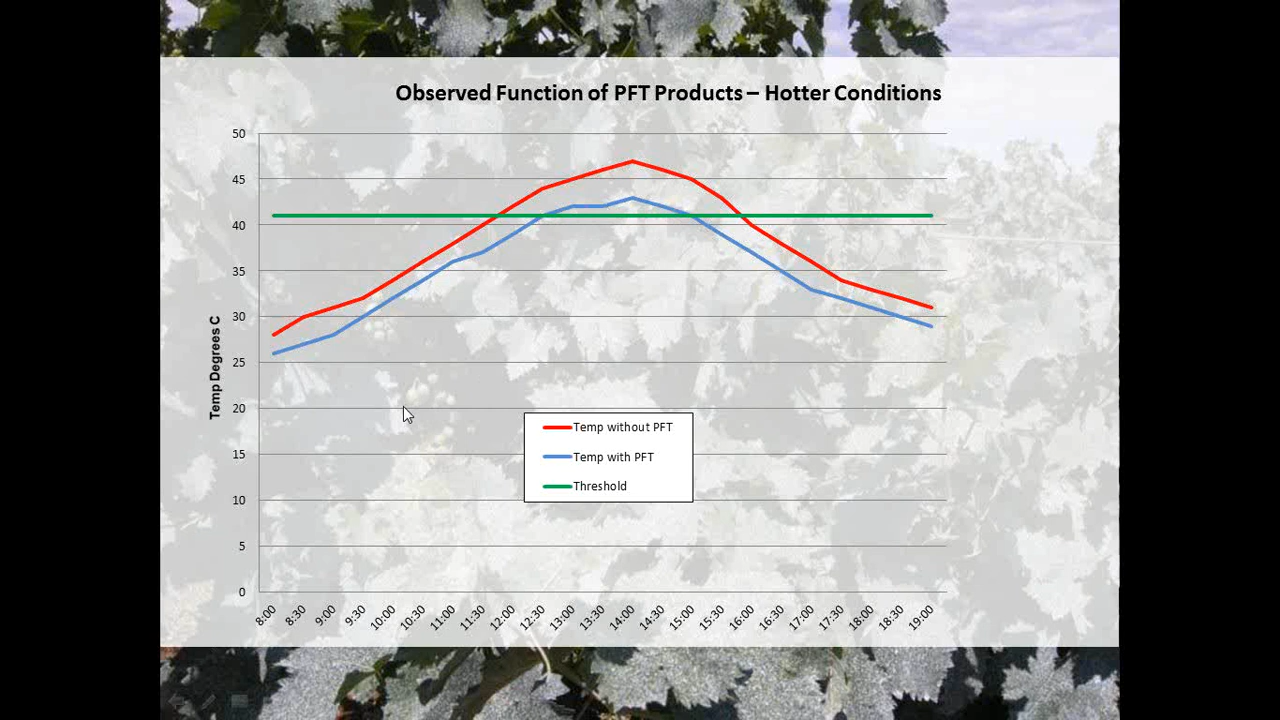 Observed Function of PFT Products – Hotter Conditions
50
45
40
35
30
25
20
15
10
5
0
Temp Degrees C
Temp without PFT
Temp with PFT
Threshold
8:00 8:30 9:00 9:30 10:00 10:30 11:00 11:30 12:00 12:30 13:00 13:30 14:00 14:30 15:00 15:30 16:00 16:30 17:00 17:30 18:00 18:30 19:00